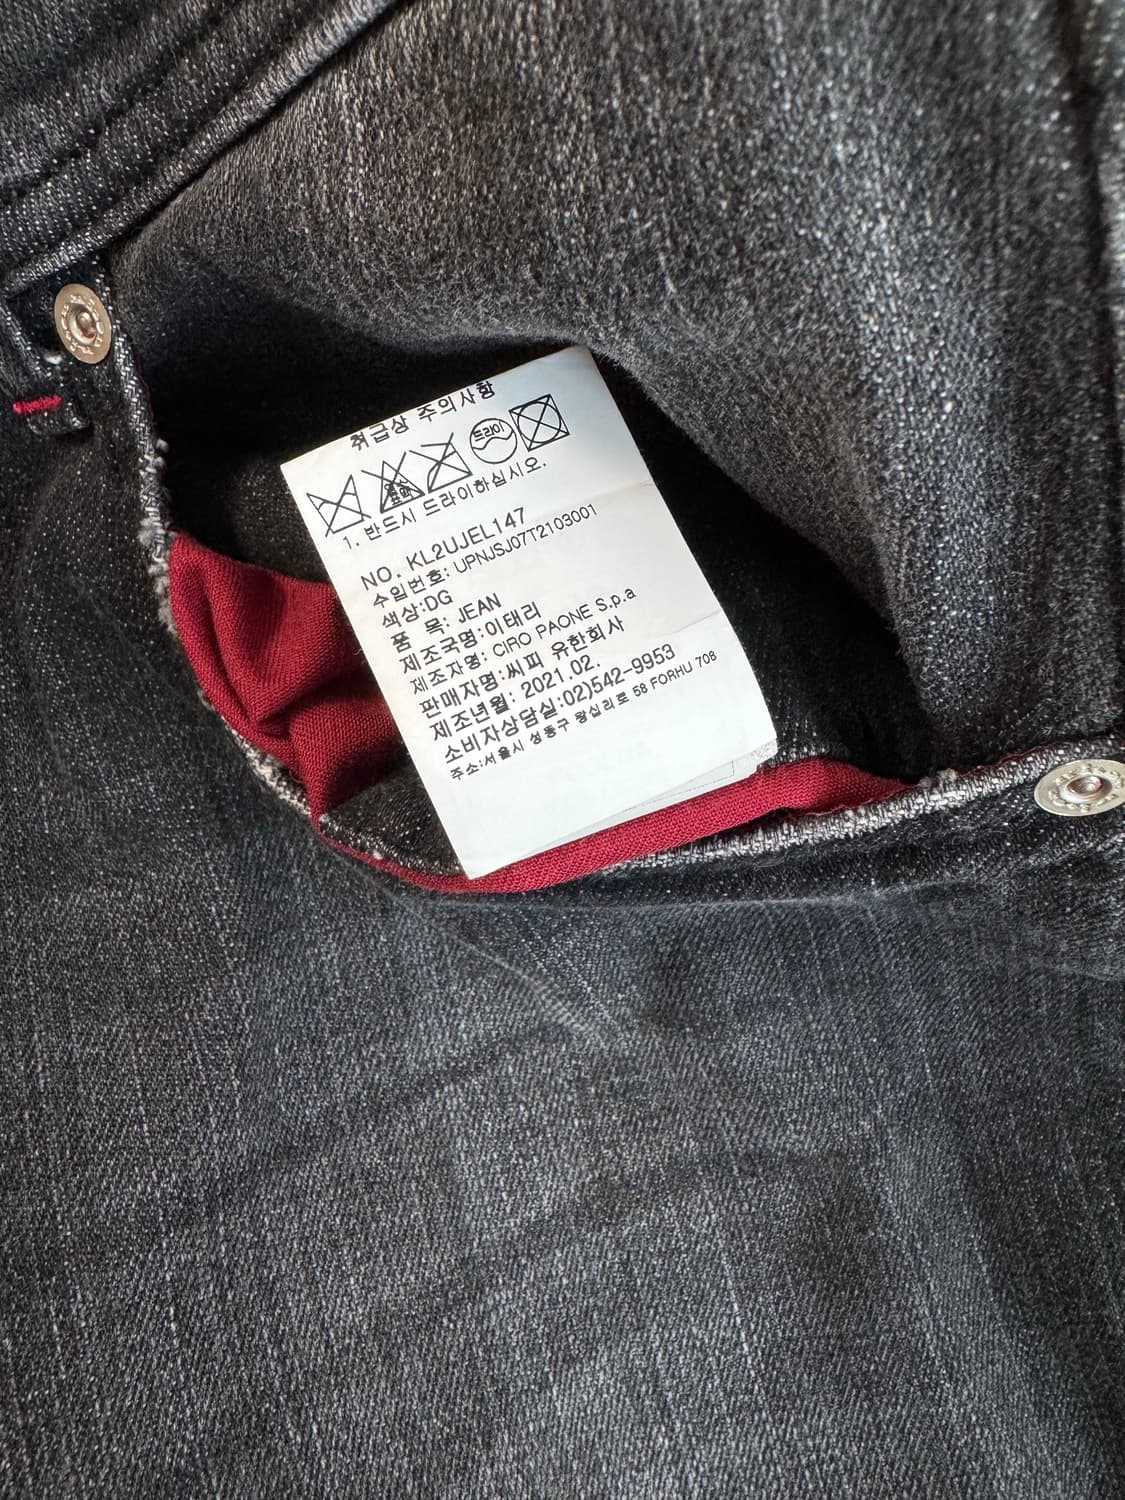 취급상 주의사항
드라이
1. 반드시 드라이하십시오.
NO. KL2UJEL147
수입번호: UPNJSJ07T2103001
색상:DG
품 목: JEAN
제조국명:이태리
제조자명: CIRO PAONE S.p.a
판매자명:씨피 유한회사
제조년월: 2021.02.
소비자상담실:02)542-9953
주소:서울시 성동구 왕십리로 58 FORHU 708